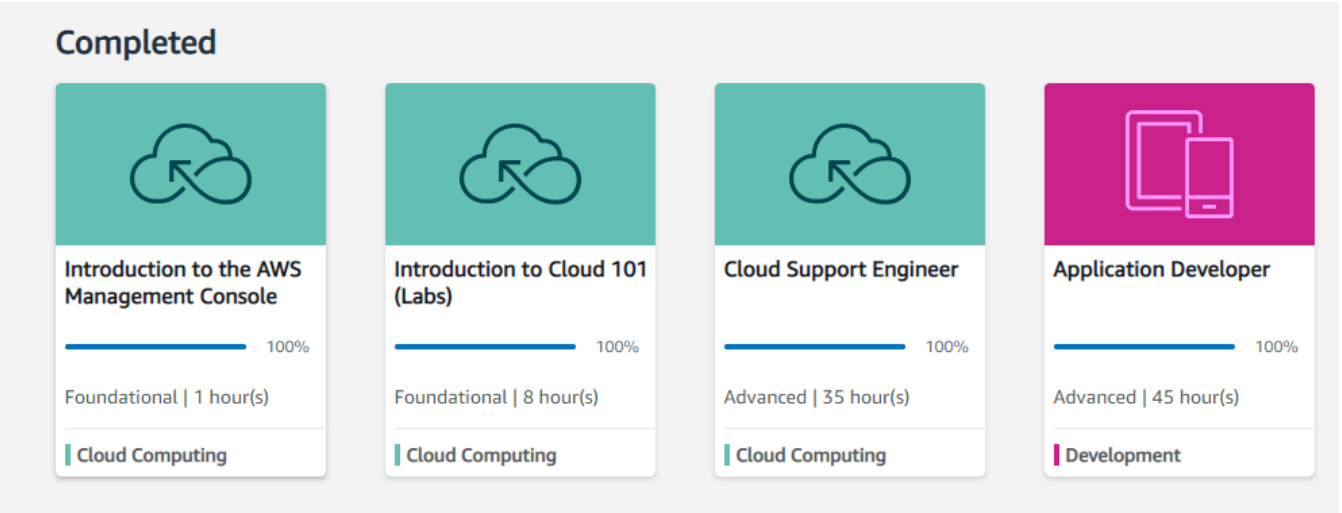 Completed
Introduction to the AWS
Management Console
100%
Foundational | 1 hour(s)
Cloud Computing
Introduction to Cloud 101
(Labs)
100%
Foundational | 8 hour(s)
Cloud Computing
Cloud Support Engineer
100%
Advanced | 35 hour(s)
Cloud Computing
Application Developer
100%
Advanced | 45 hour(s)
Development